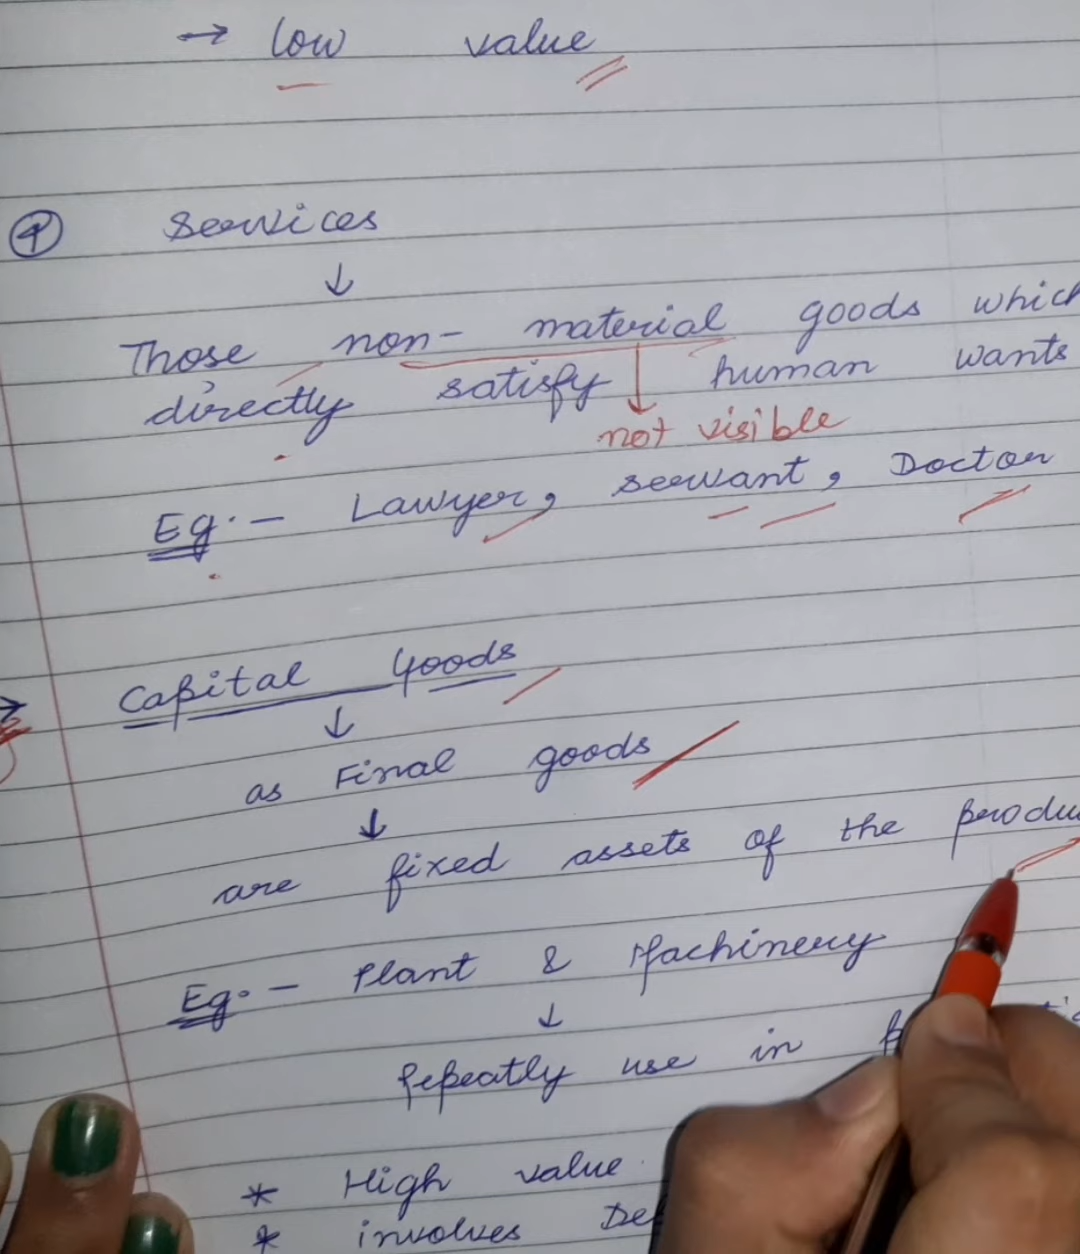 → low value
④ Services
↓
Those non-material goods which
directly satisfy human wants
not visible
Eg:- Lawyer, servant, Doctor
Capital Goods
↓
as Final goods
↓
are fixed assets of the
Eg:- Plant & Machinery
↓
Repeatly use in
* High value
* involves